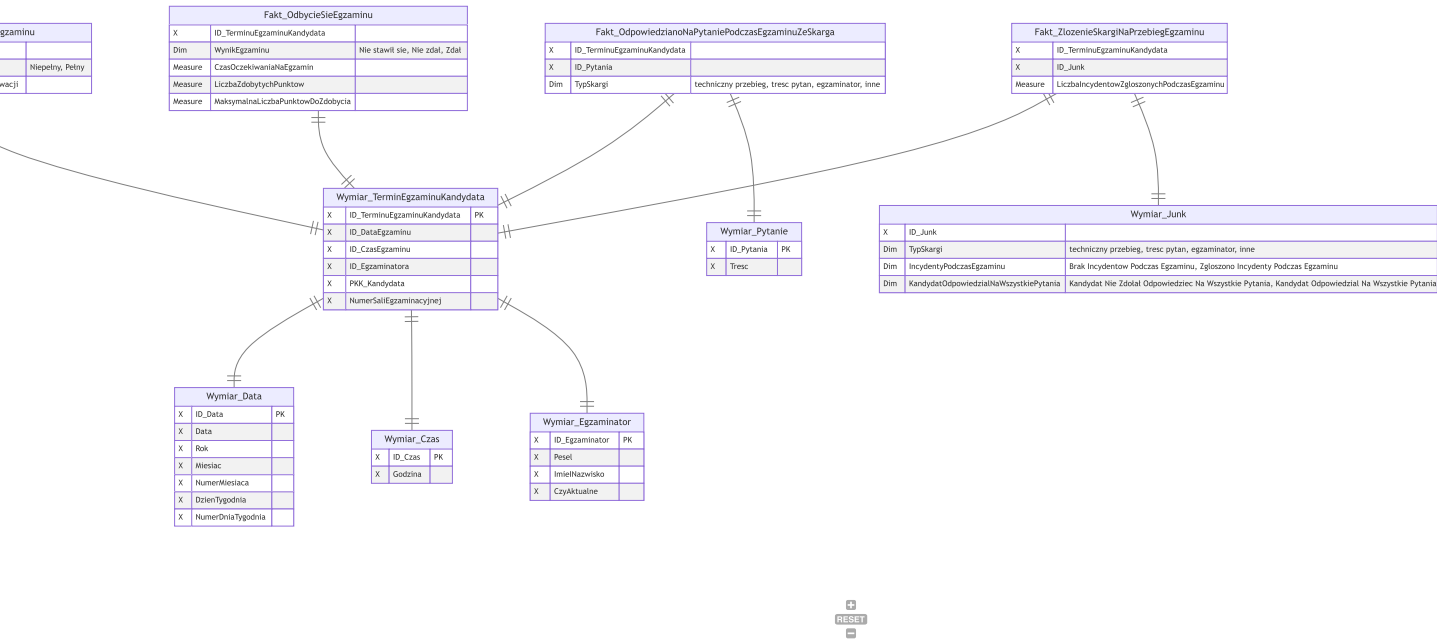 gzaminu
Niepełny, Pełny
wacji
Fakt_OdbycieSieEgzaminu
X ID_TerminuEgzaminuKandydata
Dim WynikEgzaminu Nie stawił sie, Nie zdał, Zdał
Measure CzasOczekiwaniaNaEgzamin
Measure LiczbaZdobytychPunktow
Measure MaksymalnaLiczbaPunktowDoZdobycia
Fakt_OdpowiedzianoNaPytaniePodczasEgzaminuZeSkarga
X ID_TerminuEgzaminuKandydata
X ID_Pytania
Dim TypSkargi techniczny przebieg, tresc pytan, egzaminator, inne
Fakt_ZlozenieSkargiNaPrzebiegEgzaminu
X ID_TerminuEgzaminuKandydata
X ID_Junk
Measure LiczbaIncydentowZgloszonychPodczasEgzaminu
Wymiar_TerminEgzaminuKandydata
X ID_TerminuEgzaminuKandydata PK
X ID_DataEgzaminu
X ID_CzasEgzaminu
X ID_Egzaminatora
X PKK_Kandydata
X NumerSaliEgzaminacyjnej
Wymiar_Pytanie
X ID_Pytania PK
X Tresc
Wymiar_Junk
X ID_Junk
Dim TypSkargi techniczny przebieg, tresc pytan, egzaminator, inne
Dim IncydentyPodczasEgzaminu Brak Incydentow Podczas Egzaminu, Zgloszono Incydenty Podczas Egzaminu
Dim KandydatOdpowiedzialNaWszystkiePytania Kandydat Nie Zdolal Odpowiedziec Na Wszystkie Pytania, Kandydat Odpowiedzial Na Wszystkie Pytania
Wymiar_Data
X ID_Data PK
X Data
X Rok
X Miesiac
X NumerMiesiaca
X DzienTygodnia
X NumerDniaTygodnia
Wymiar_Czas
X ID_Czas PK
X Godzina
Wymiar_Egzaminator
X ID_Egzaminator PK
X Pesel
X ImieINazwisko
X CzyAktualne
RESET